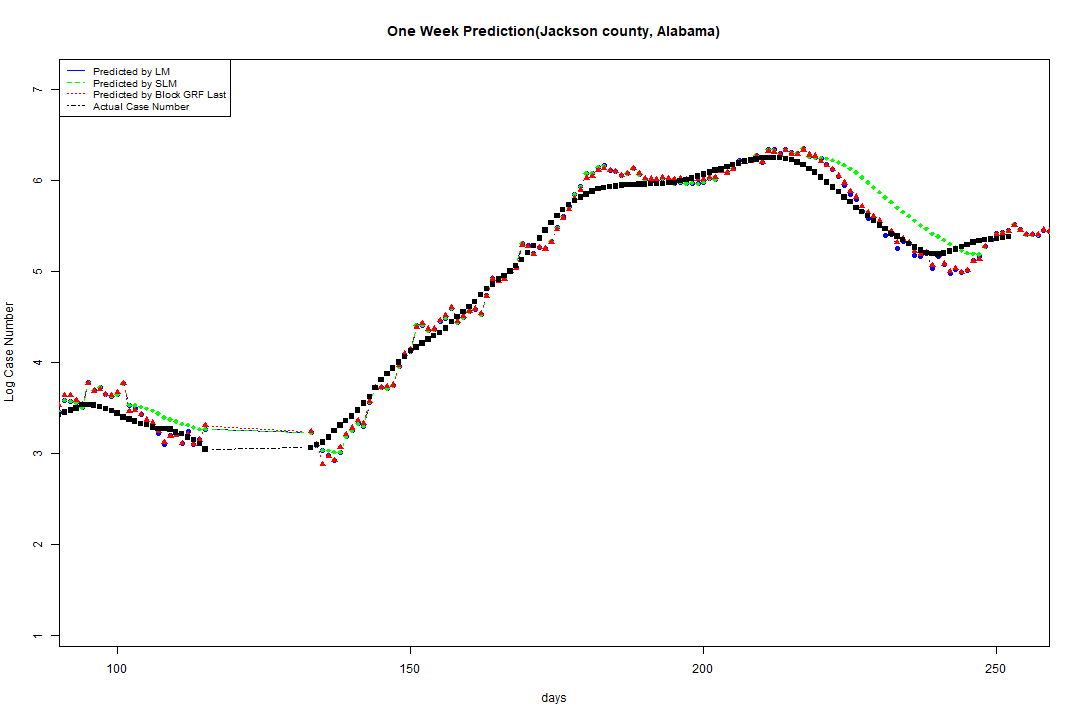 One Week Prediction(Jackson county, Alabama)
Predicted by LM
Predicted by SLM
Predicted by Block GRF Last
Actual Case Number
7
6
5
4
3
2
1
Log Case Number
100
150
200
250
days